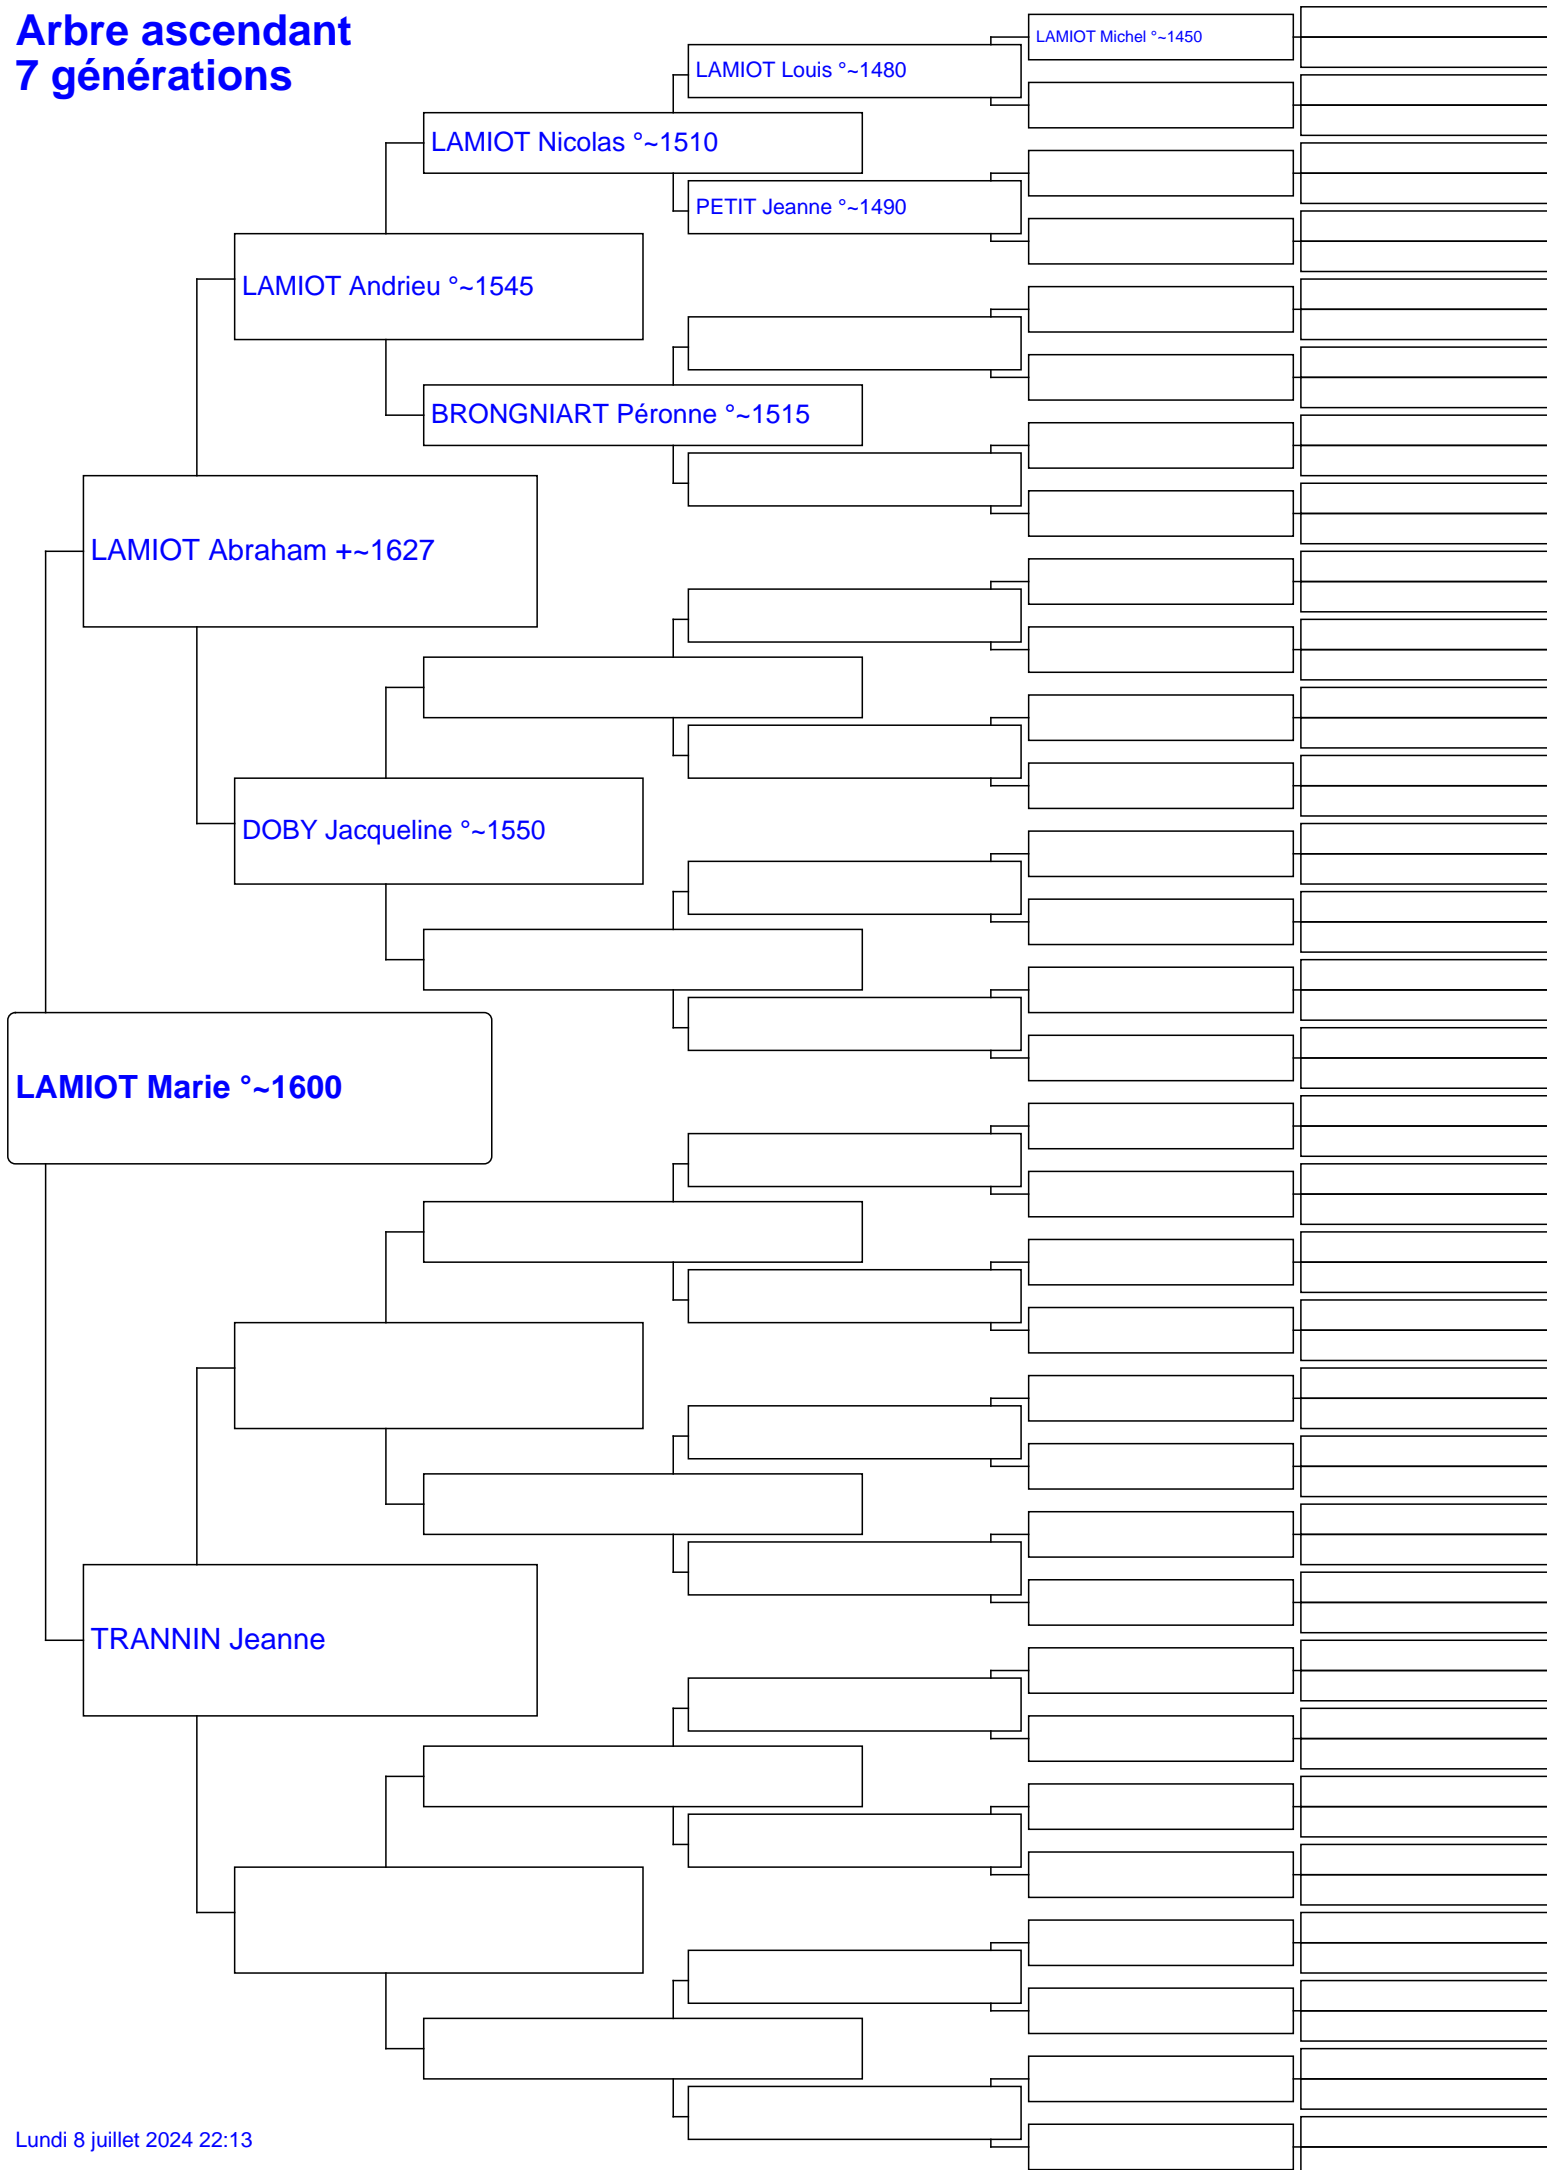 Arbre ascendant
7 générations
LAMIOT Michel °~1450
LAMIOT Louis °~1480
LAMIOT Nicolas °~1510
PETIT Jeanne °~1490
LAMIOT Andrieu °~1545
BRONGNIART Péronne °~1515
LAMIOT Abraham +~1627
DOBY Jacqueline °~1550
LAMIOT Marie °~1600
TRANNIN Jeanne
Lundi 8 juillet 2024 22:13